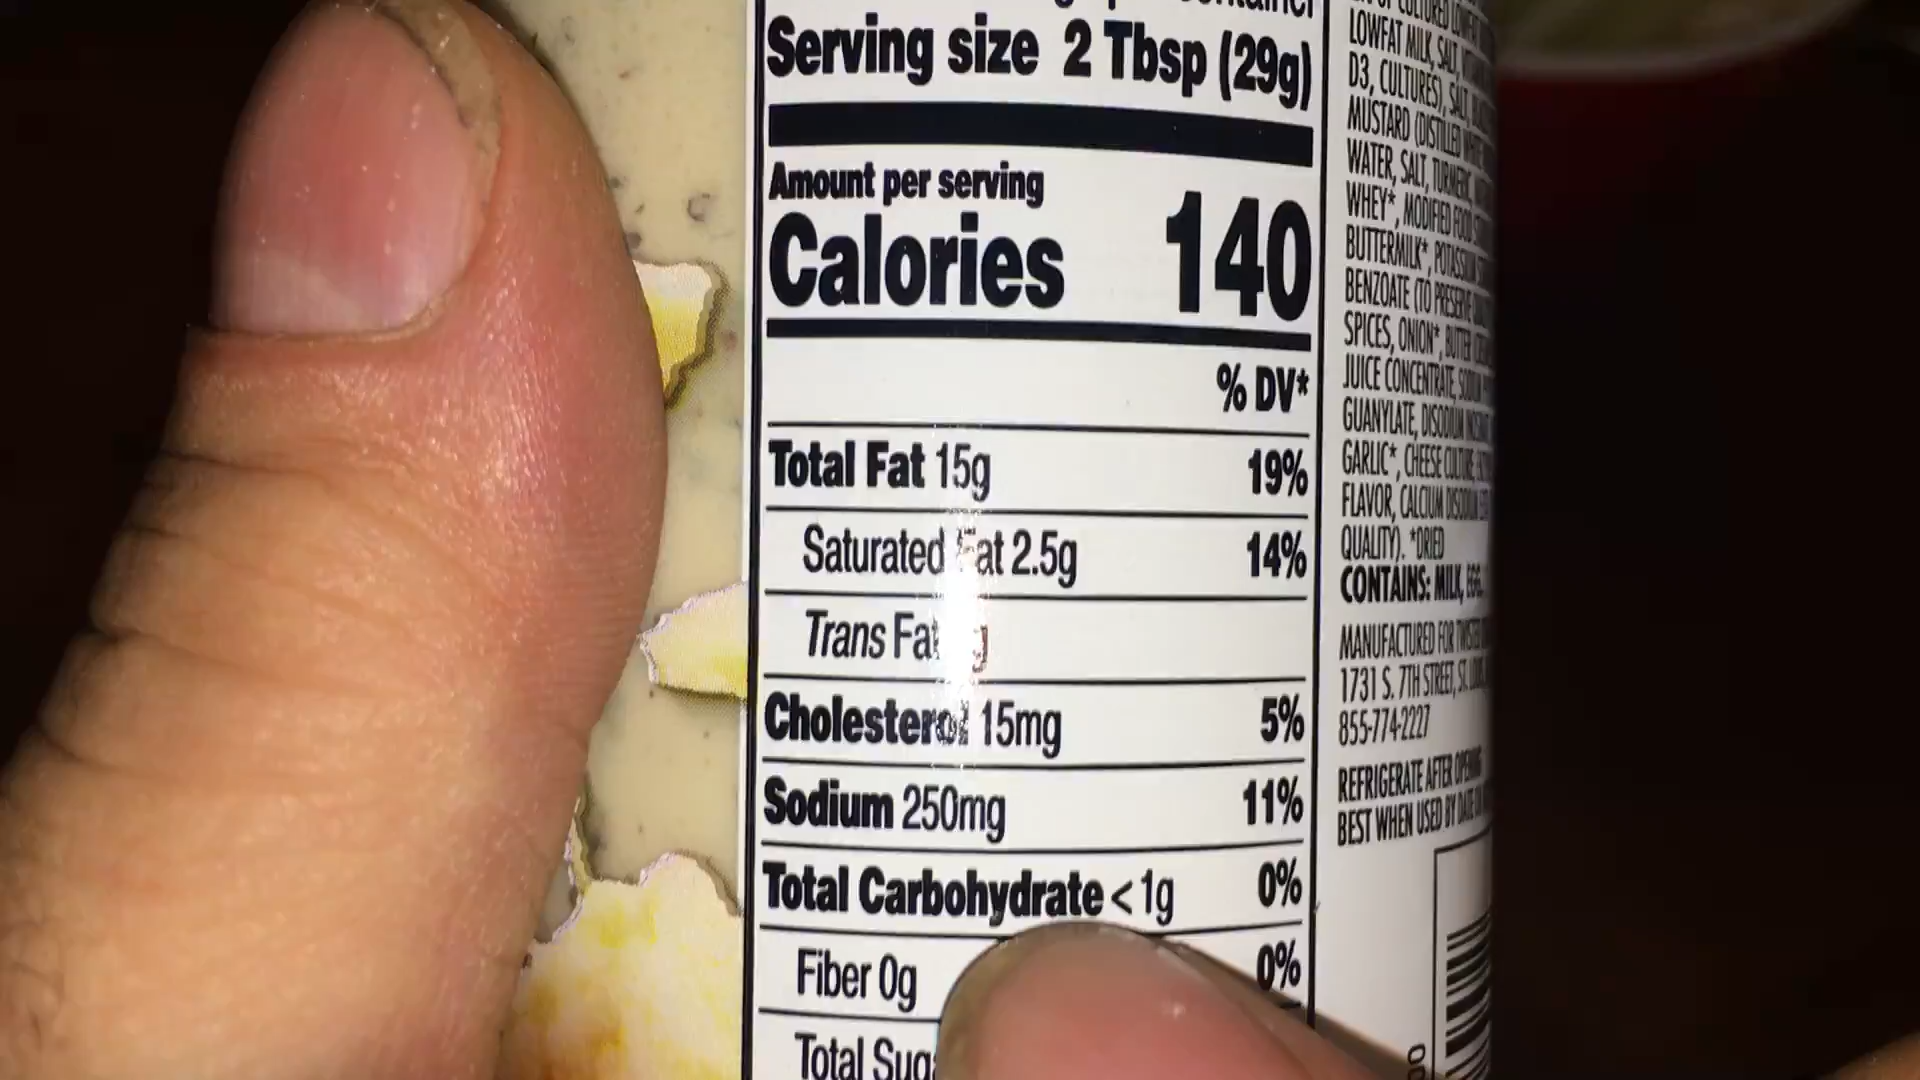 Serving size 2 Tbsp (29g)
Amount per serving
Calories 140
% DV*
Total Fat 15g 19%
Saturated Fat 2.5g 14%
Trans Fat
Cholesterol 15mg 5%
Sodium 250mg 11%
Total Carbohydrate <1g 0%
Fiber 0g 0%
Total
LOWFAT MILK, SALT,
D3, CULTURES), SALT,
MUSTARD (DISTILLED
WATER, SALT, TURMERIC,
WHEY*, MODIFIED FOOD
BUTTERMILK*, POTASSIUM
BENZOATE (TO PRESERVE
SPICES, ONION*, BUTTER
JUICE CONCENTRATE, SODIUM
GUANYLATE, DISODIUM
GARLIC*, CHEESE CULTURE,
FLAVOR, CALCIUM DISODIUM
QUALITY). *DRIED
CONTAINS: MILK, EGG.
MANUFACTURED FOR
1731 S. 7TH STREET, ST.
855-774-2227
REFRIGERATE AFTER OPENING
BEST WHEN USED BY DATE